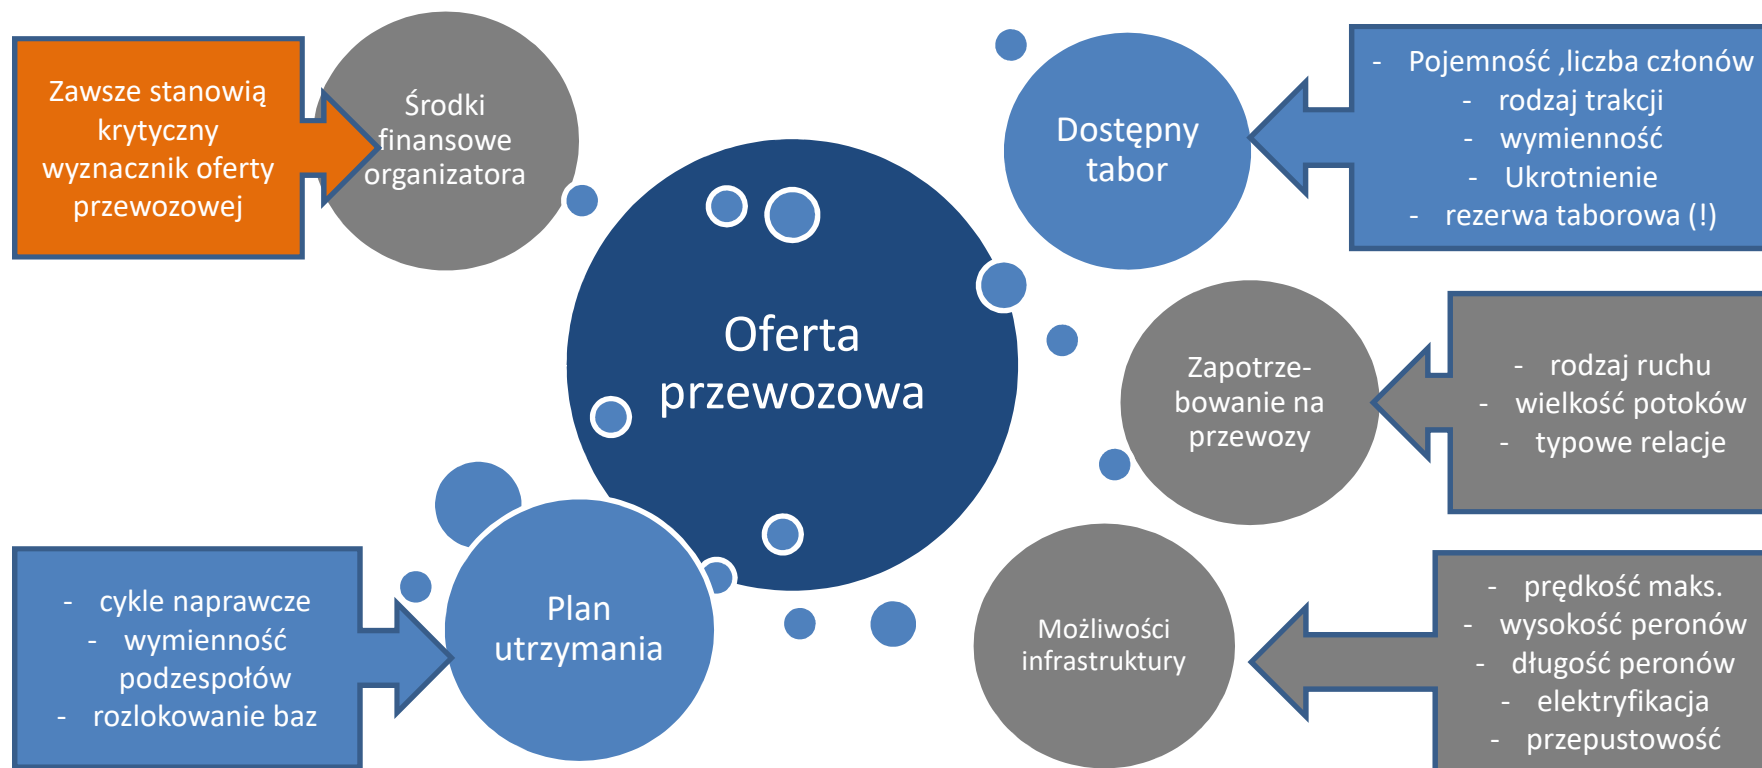 Zawsze stanowią
krytyczny
wyznacznik oferty
przewozowej
Środki
finansowe
organizatora
Dostępny
tabor
- Pojemność ,liczba członów
- rodzaj trakcji
- wymienność
- Ukrotnienie
- rezerwa taborowa (!)
Oferta
przewozowa
Zapotrze-
bowanie na
przewozy
- rodzaj ruchu
- wielkość potoków
- typowe relacje
- cykle naprawcze
- wymienność
podzespołów
- rozlokowanie baz
Plan
utrzymania
Możliwości
infrastruktury
- prędkość maks.
- wysokość peronów
- długość peronów
- elektryfikacja
- przepustowość